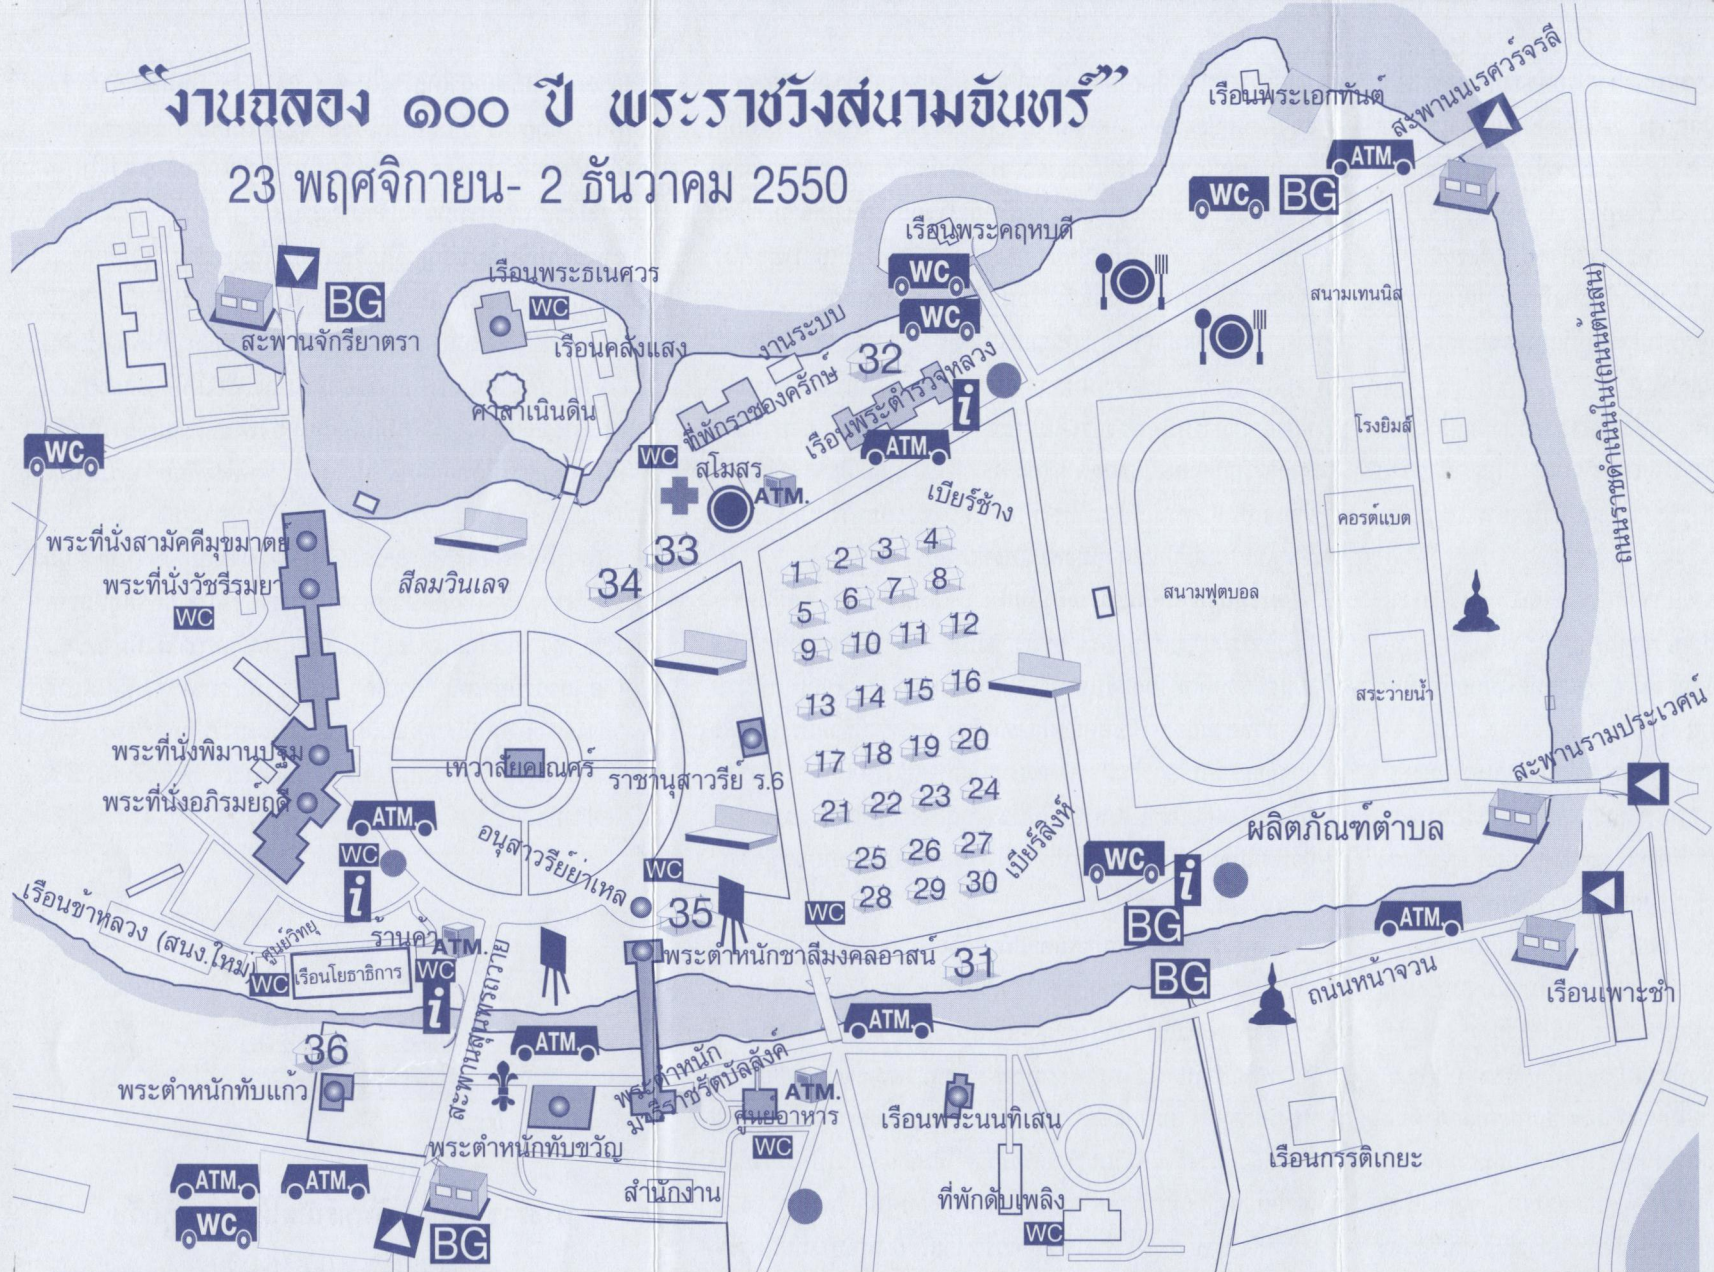 “งานฉลอง ๑๐๐ ปี พระราชวังสนามจันทร์”
23 พฤศจิกายน- 2 ธันวาคม 2550
เรือนพระเอกทันต์
สะพานนเรศวร์จรลี
ATM.
WC
BG
เรือนพระคฤหบดี
WC
WC
BG
สะพานจักรียาตรา
เรือนพระธเนศวร
WC
เรือนคลังแสง
ศาลาเนินดิน
งานระบบ
ที่พักราชองครักษ์
32
เรือนพระตำรวจหลวง
i
ATM.
สนามเทนนิส
ถนนราชดำเนินใน(ถนนต้นสน)
โรงยิมส์
คอรต์แบต
WC
WC
สโมสร
ATM.
เบียร์ช้าง
พระที่นั่งสามัคคีมุขมาตย์
พระที่นั่งวัชรีรมยา
WC
สีลมวินเลจ
33
34
1
2
3
4
5
6
7
8
9
10
11
12
13
14
15
16
17
18
19
20
21
22
23
24
25
26
27
28
29
30
สนามฟุตบอล
สระว่ายน้ำ
สะพานรามประเวศน์
พระที่นั่งพิมานปฐม
พระที่นั่งอภิรมยฤดี
เทวาลัยคเณศร์
ราชานุสาวรีย์ ร.6
ATM.
WC
i
อนุสาวรีย์ย่าเหล
WC
35
WC
เบียร์สิงห์
WC
i
ผลิตภัณฑ์ตำบล
BG
ATM.
เรือนข้าหลวง (สนง.ใหม่)
ศูนย์วิทยุ
ร้านค้า
ATM.
WC
เรือนโยธาธิการ
WC
i
พระตำหนักชาลีมงคลอาสน์
31
BG
ถนนหน้าจวน
เรือนเพาะชำ
สะพานสุนทรถวาย
36
พระตำหนักทับแก้ว
ATM.
ATM.
พระตำหนัก
มารีราชรัตบัลลังค์
พระตำหนักทับขวัญ
ศูนย์อาหาร
ATM.
WC
เรือนพระนนทิเสน
เรือนกรรติเกยะ
ATM.
ATM.
WC
BG
สำนักงาน
ที่พักดับเพลิง
WC